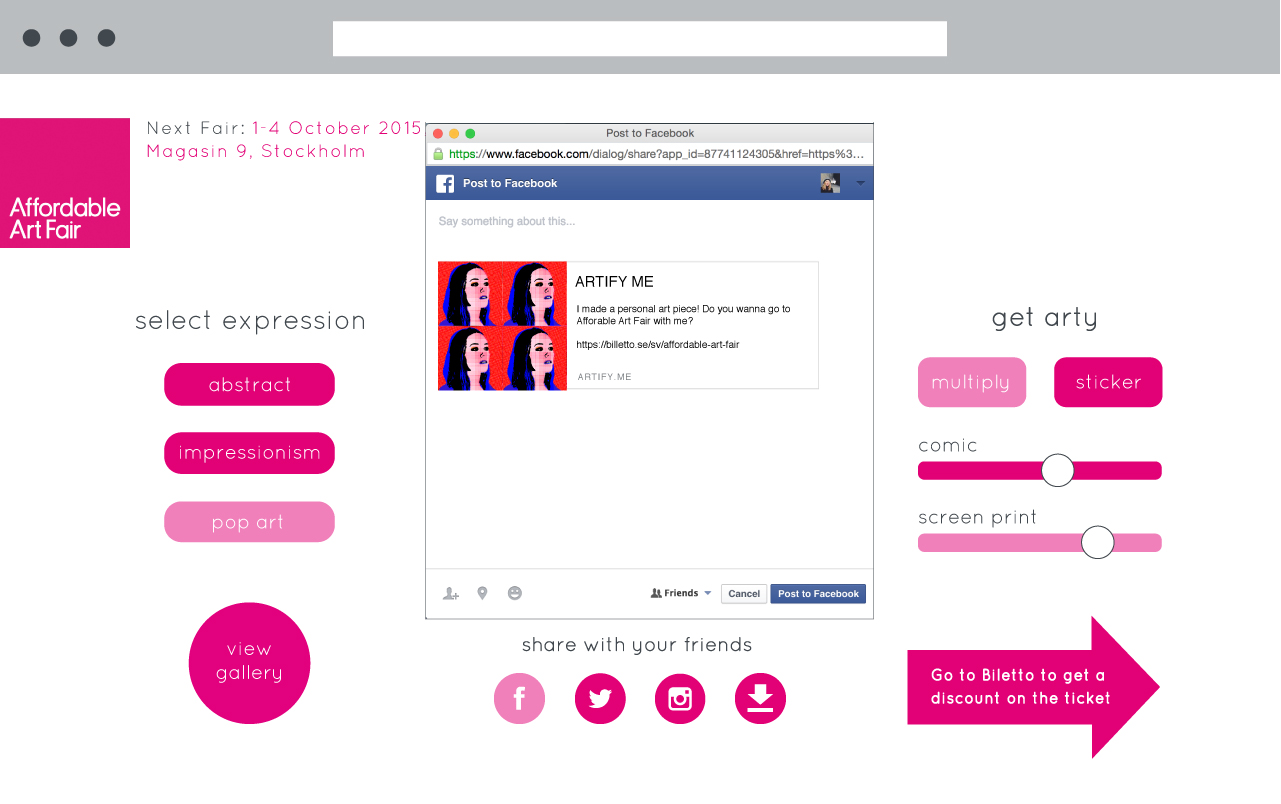 Next Fair: 1-4 October 2015
Magasin 9, Stockholm
Affordable
Art Fair
select expression
abstract
impressionism
pop art
view
gallery
Post to Facebook
https://www.facebook.com/dialog/share?app_id=87741124305&href=https%3...
Post to Facebook
Say something about this...
ARTIFY ME
I made a personal art piece! Do you wanna go to
Afforable Art Fair with me?
https://billetto.se/sv/affordable-art-fair
ARTIFY.ME
Friends
Cancel
Post to Facebook
share with your friends
f
get arty
multiply
sticker
comic
screen print
Go to Biletto to get a
discount on the ticket